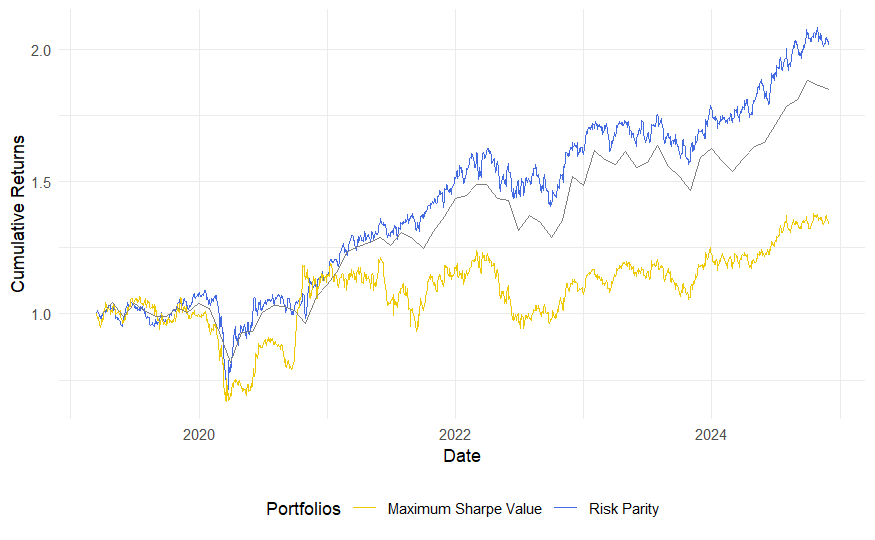 2.0
1.5
1.0
Cumulative Returns
2020 2022 2024
Date
Portfolios Maximum Sharpe Value Risk Parity